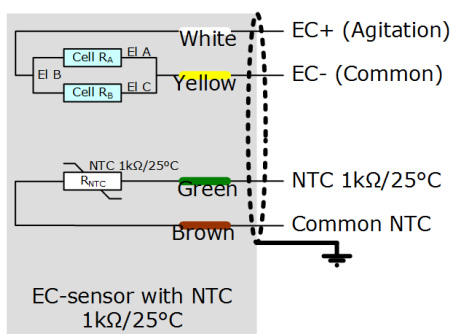 White
EC+ (Agitation)
Cell RA
El A
El B
EC- (Common)
Cell RB
El C
Yellow
NTC 1kΩ/25°C
RNTC
Green
NTC 1kΩ/25°C
Brown
Common NTC
EC-sensor with NTC
1kΩ/25°C